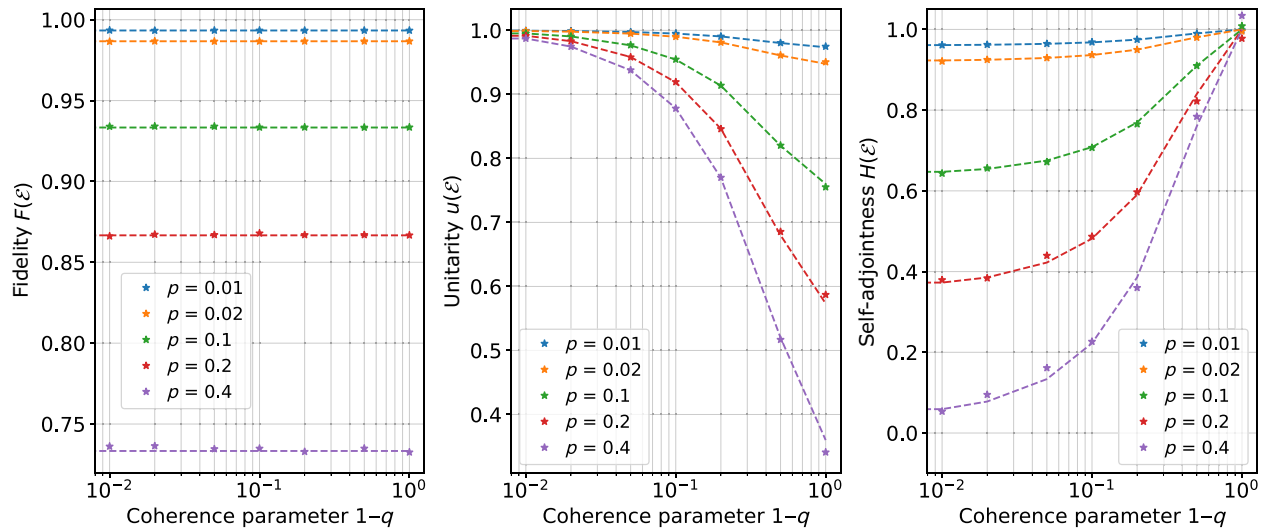 1.00
0.95
0.90
0.85
0.80
0.75
Fidelity F(ℰ)
p = 0.01
p = 0.02
p = 0.1
p = 0.2
p = 0.4
10⁻² 10⁻¹ 10⁰
Coherence parameter 1–q
1.0
0.9
0.8
0.7
0.6
0.5
0.4
Unitarity u(ℰ)
p = 0.01
p = 0.02
p = 0.1
p = 0.2
p = 0.4
10⁻² 10⁻¹ 10⁰
Coherence parameter 1–q
1.0
0.8
0.6
0.4
0.2
0.0
Self-adjointness H(ℰ)
p = 0.01
p = 0.02
p = 0.1
p = 0.2
p = 0.4
10⁻² 10⁻¹ 10⁰
Coherence parameter 1–q